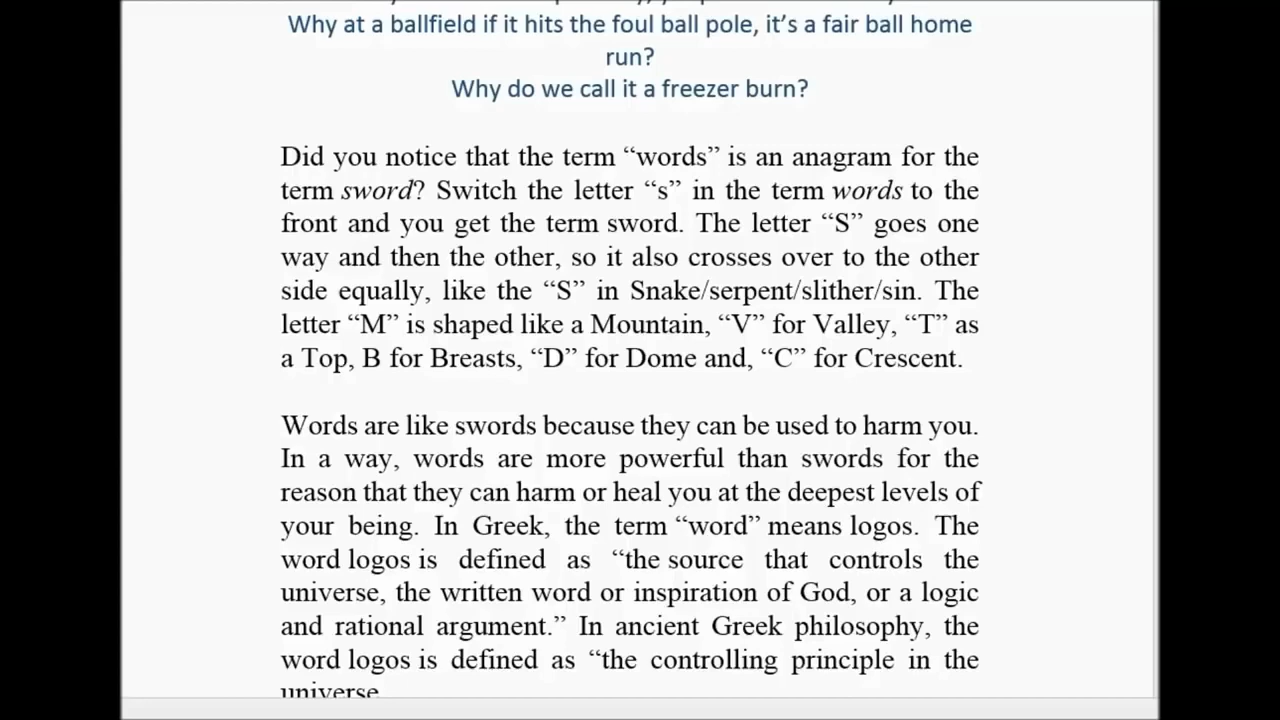 Why at a ballfield if it hits the foul ball pole, it’s a fair ball home
run?
Why do we call it a freezer burn?
Did you notice that the term “words” is an anagram for the
term sword? Switch the letter “s” in the term words to the
front and you get the term sword. The letter “S” goes one
way and then the other, so it also crosses over to the other
side equally, like the “S” in Snake/serpent/slither/sin. The
letter “M” is shaped like a Mountain, “V” for Valley, “T” as
a Top, B for Breasts, “D” for Dome and, “C” for Crescent.
Words are like swords because they can be used to harm you.
In a way, words are more powerful than swords for the
reason that they can harm or heal you at the deepest levels of
your being. In Greek, the term “word” means logos. The
word logos is defined as “the source that controls the
universe, the written word or inspiration of God, or a logic
and rational argument.” In ancient Greek philosophy, the
word logos is defined as “the controlling principle in the
universe